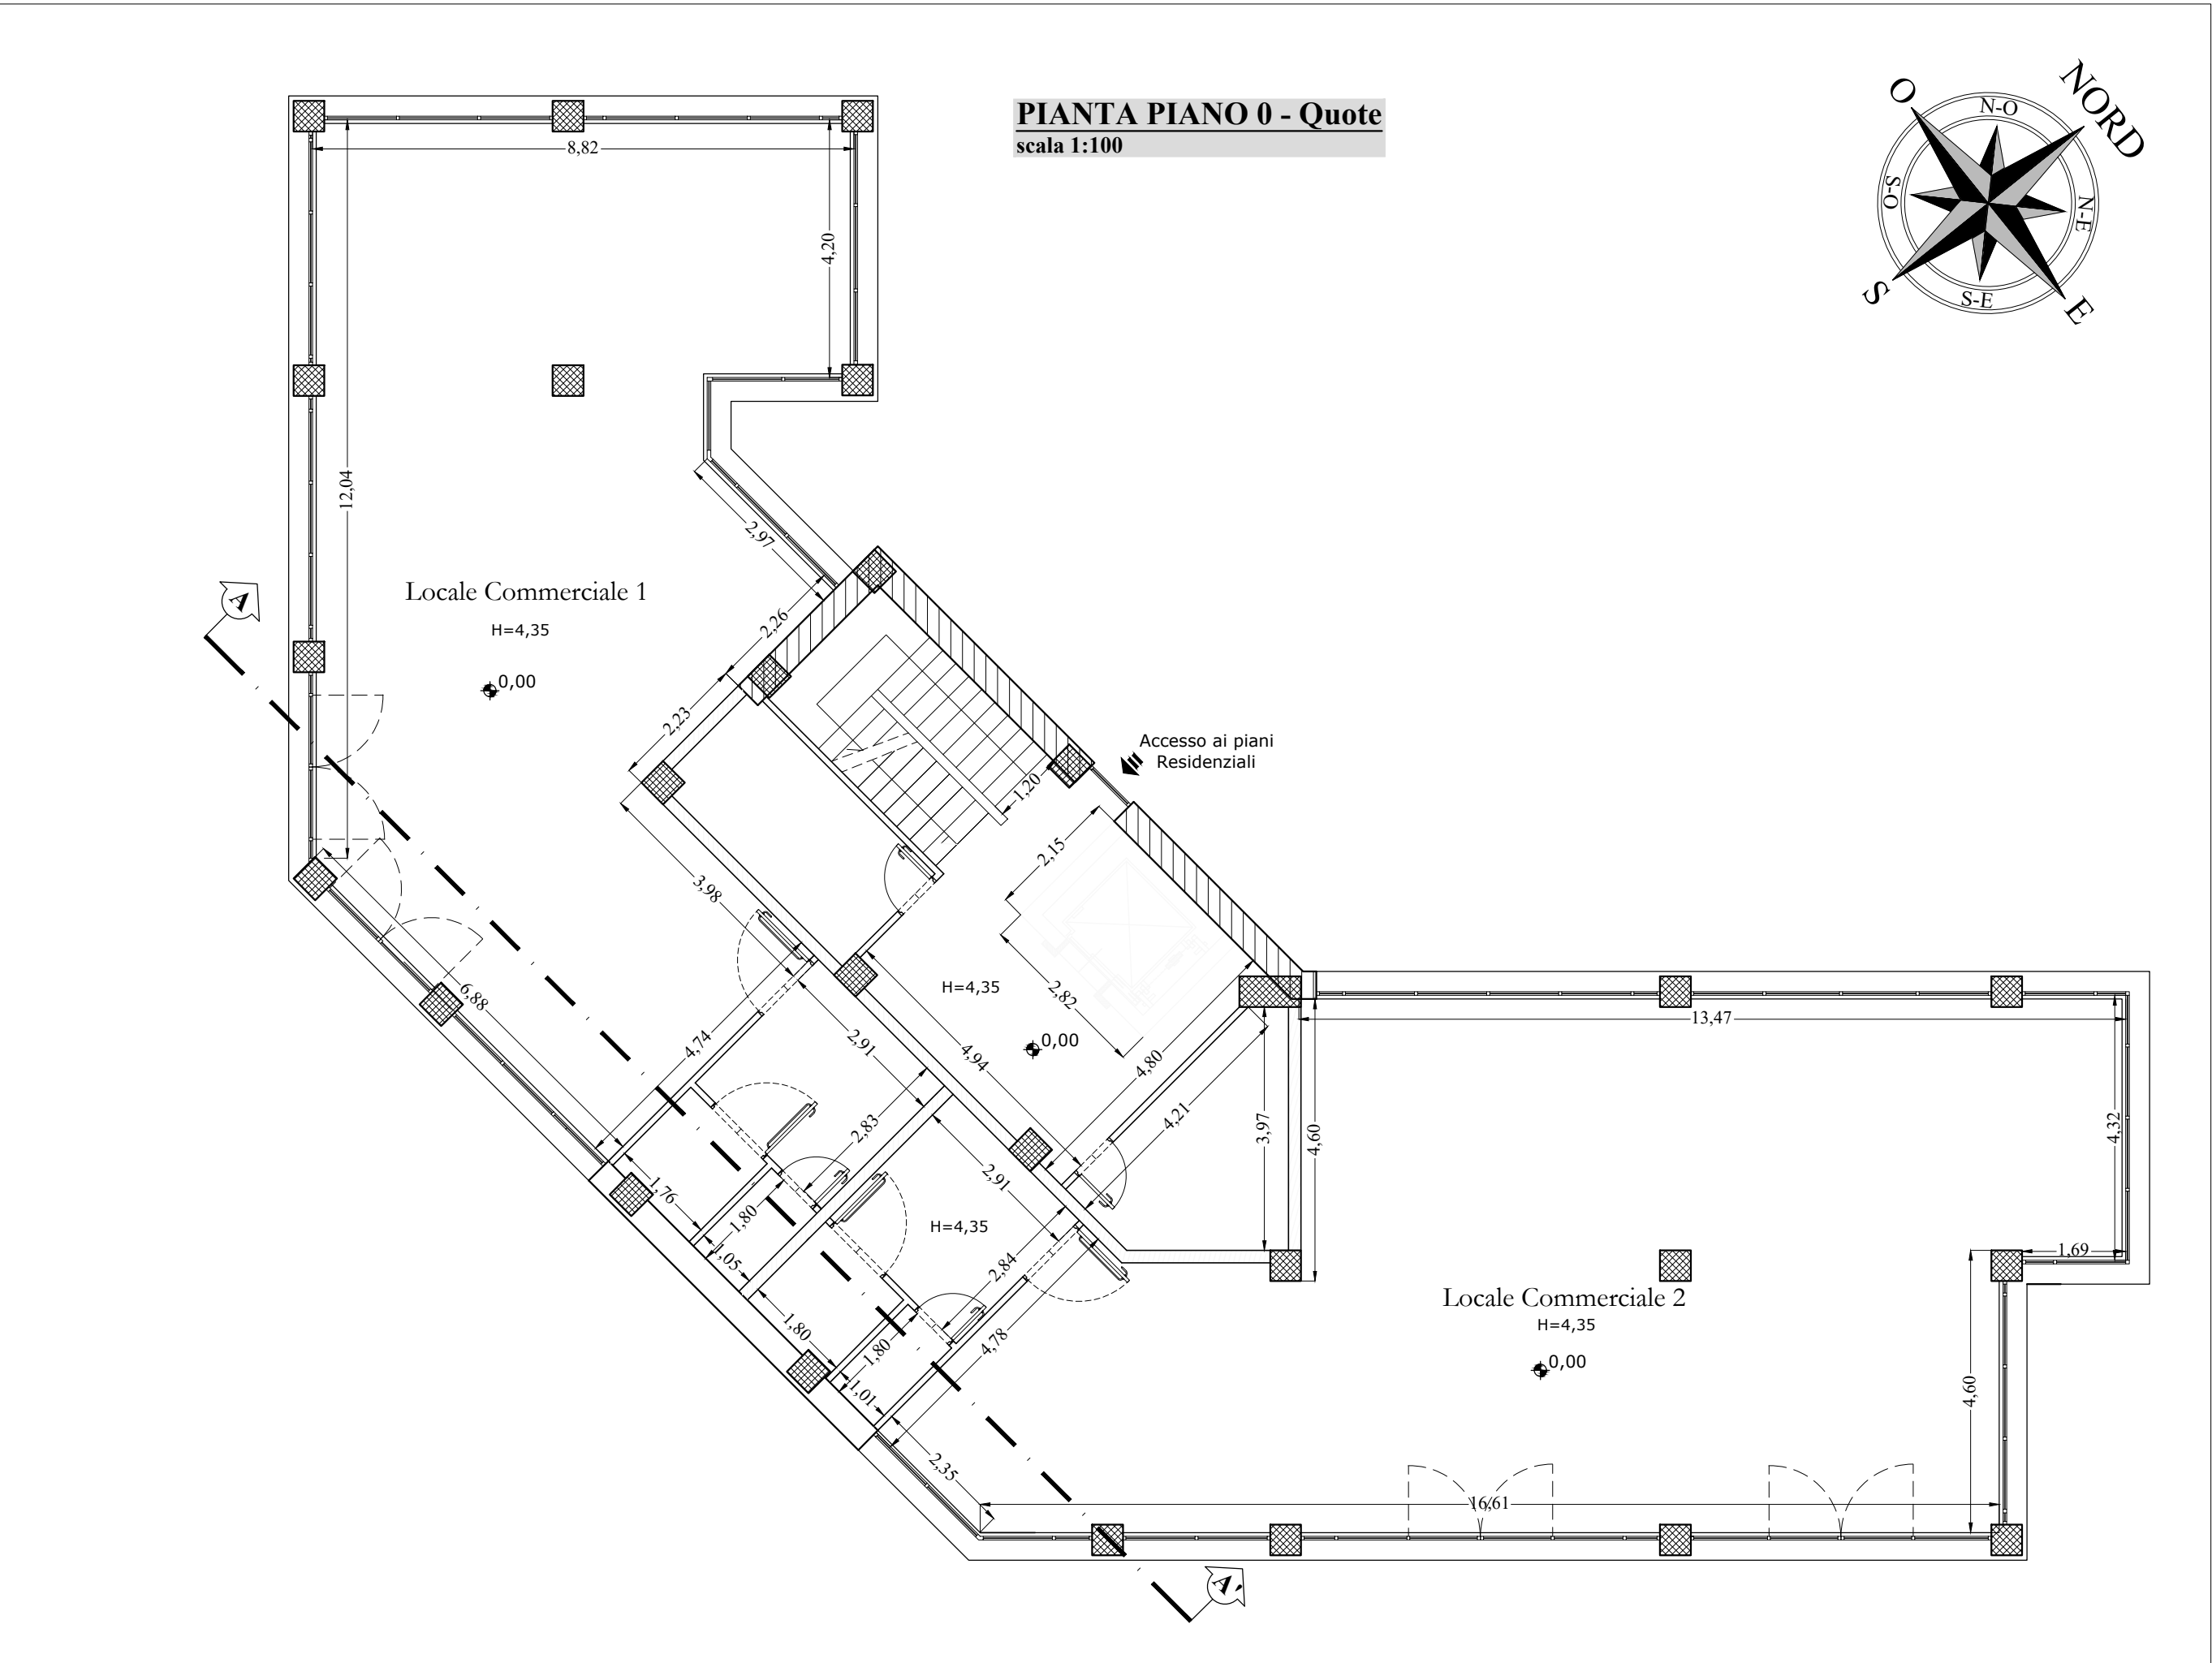 PIANTA PIANO 0 - Quote
scala 1:100
NORD
O
N-O
S-O
N-E
S-E
S
E
8,82
4,20
12,04
2,97
Locale Commerciale 1
H=4,35
0,00
A
2,26
2,23
Accesso ai piani
Residenziali
1,20
2,15
3,98
6,88
H=4,35
2,82
0,00
13,47
4,74
2,91
4,94
4,80
4,21
3,97
4,60
4,32
2,83
2,91
1,76
1,80
H=4,35
2,84
1,05
1,69
Locale Commerciale 2
H=4,35
0,00
1,80
1,80
4,78
1,01
4,60
2,35
16,61
A'